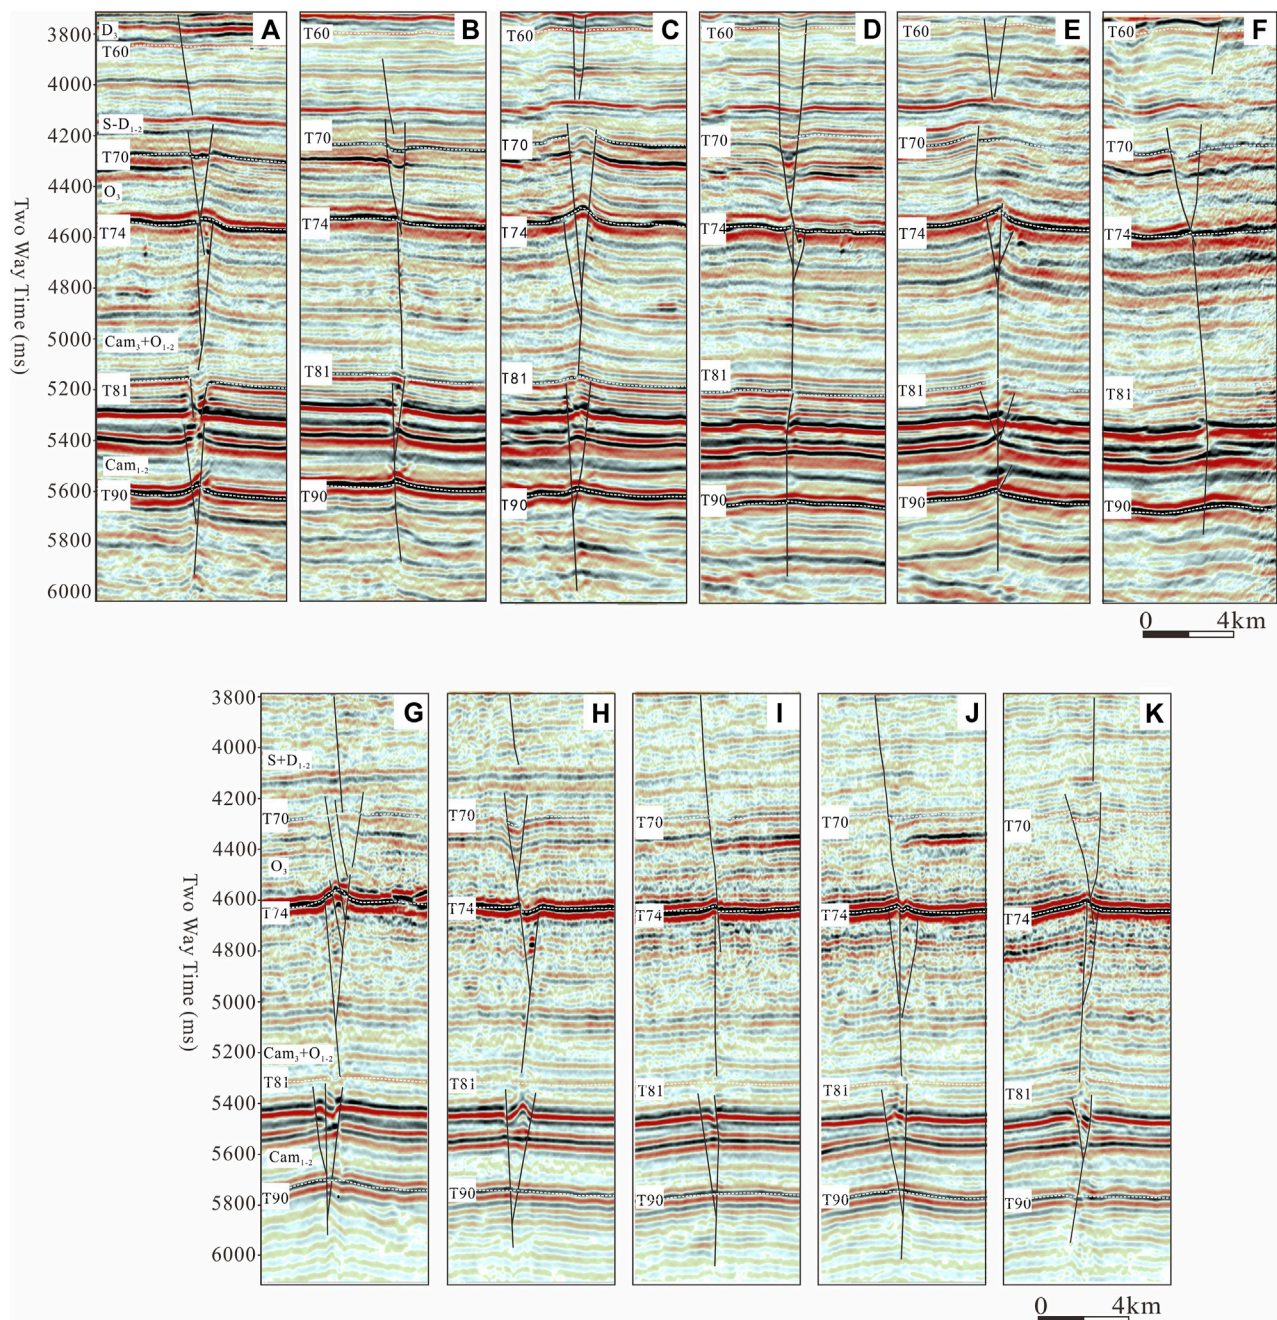 A B C D E F
3800
4000
4200
4400
4600
4800
5000
5200
5400
5600
5800
6000
Two Way Time (ms)
D₃
T60
S-D₁₋₂
T70
O₃
T74
Cam₃+O₁₋₂
T81
Cam₁₋₂
T90
T60
T70
T74
T81
T90
T60
T70
T74
T81
T90
T60
T70
T74
T81
T90
T60
T70
T74
T81
T90
T60
T70
T74
T81
T90
0 4km
G H I J K
3800
4000
4200
4400
4600
4800
5000
5200
5400
5600
5800
6000
Two Way Time (ms)
S+D₁₋₂
T70
O₃
T74
Cam₃+O₁₋₂
T81
Cam₁₋₂
T90
T70
T74
T81
T90
T70
T74
T81
T90
T70
T74
T81
T90
T70
T74
T81
T90
0 4km